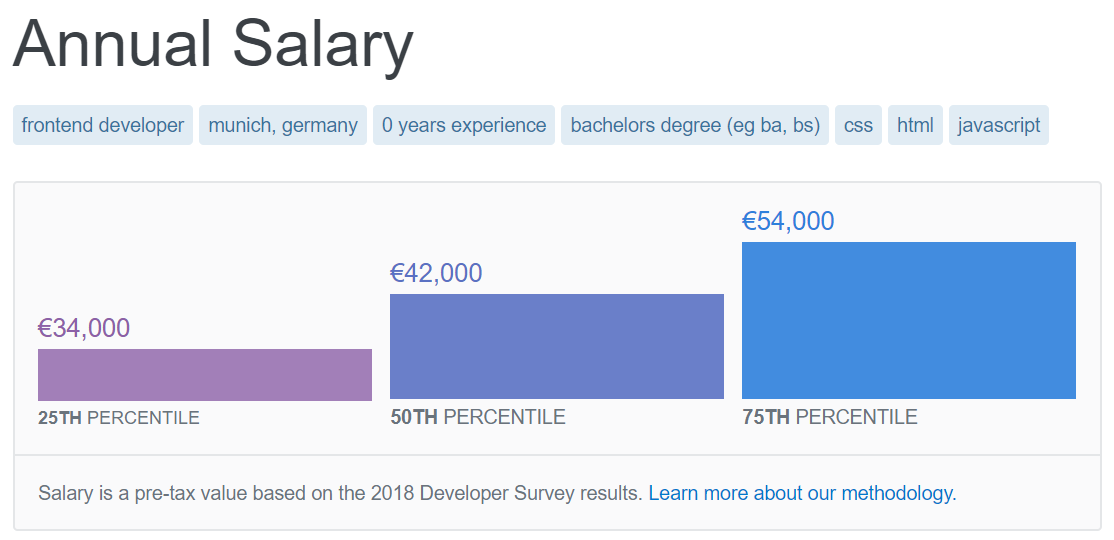 Annual Salary
frontend developer munich, germany 0 years experience bachelors degree (eg ba, bs) css html javascript
€54,000
€42,000
€34,000
25TH PERCENTILE 50TH PERCENTILE 75TH PERCENTILE
Salary is a pre-tax value based on the 2018 Developer Survey results. Learn more about our methodology.